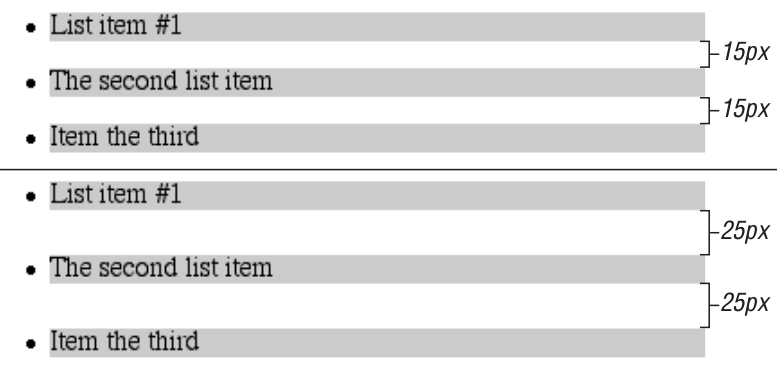 • List item #1
15px
• The second list item
15px
• Item the third
• List item #1
25px
• The second list item
25px
• Item the third